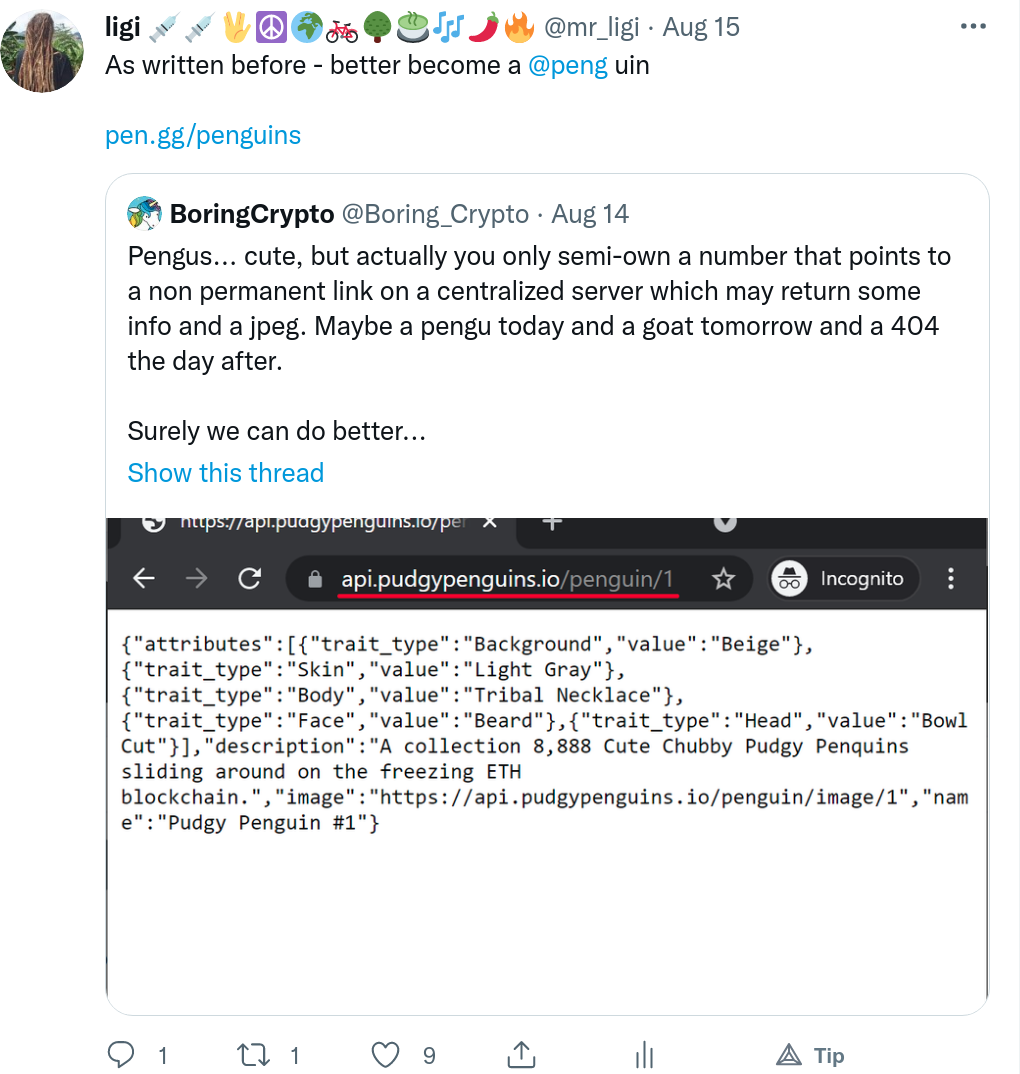 ligi 💉 💉 🖖 ☮️ 🌍 🚲 🌳 🍵 🎶 🌶️ 🔥 @mr_ligi · Aug 15
As written before - better become a @peng uin
pen.gg/penguins
BoringCrypto @Boring_Crypto · Aug 14
Pengus... cute, but actually you only semi-own a number that points to
a non permanent link on a centralized server which may return some
info and a jpeg. Maybe a pengu today and a goat tomorrow and a 404
the day after.
Surely we can do better...
Show this thread
https://api.pudgypenguins.io/per
api.pudgypenguins.io/penguin/1 Incognito
{"attributes":[{"trait_type":"Background","value":"Beige"},
{"trait_type":"Skin","value":"Light Gray"},
{"trait_type":"Body","value":"Tribal Necklace"},
{"trait_type":"Face","value":"Beard"},{"trait_type":"Head","value":"Bowl
Cut"}],"description":"A collection 8,888 Cute Chubby Pudgy Penquins
sliding around on the freezing ETH
blockchain.","image":"https://api.pudgypenguins.io/penguin/image/1","nam
e":"Pudgy Penguin #1"}
1 1 9 Tip